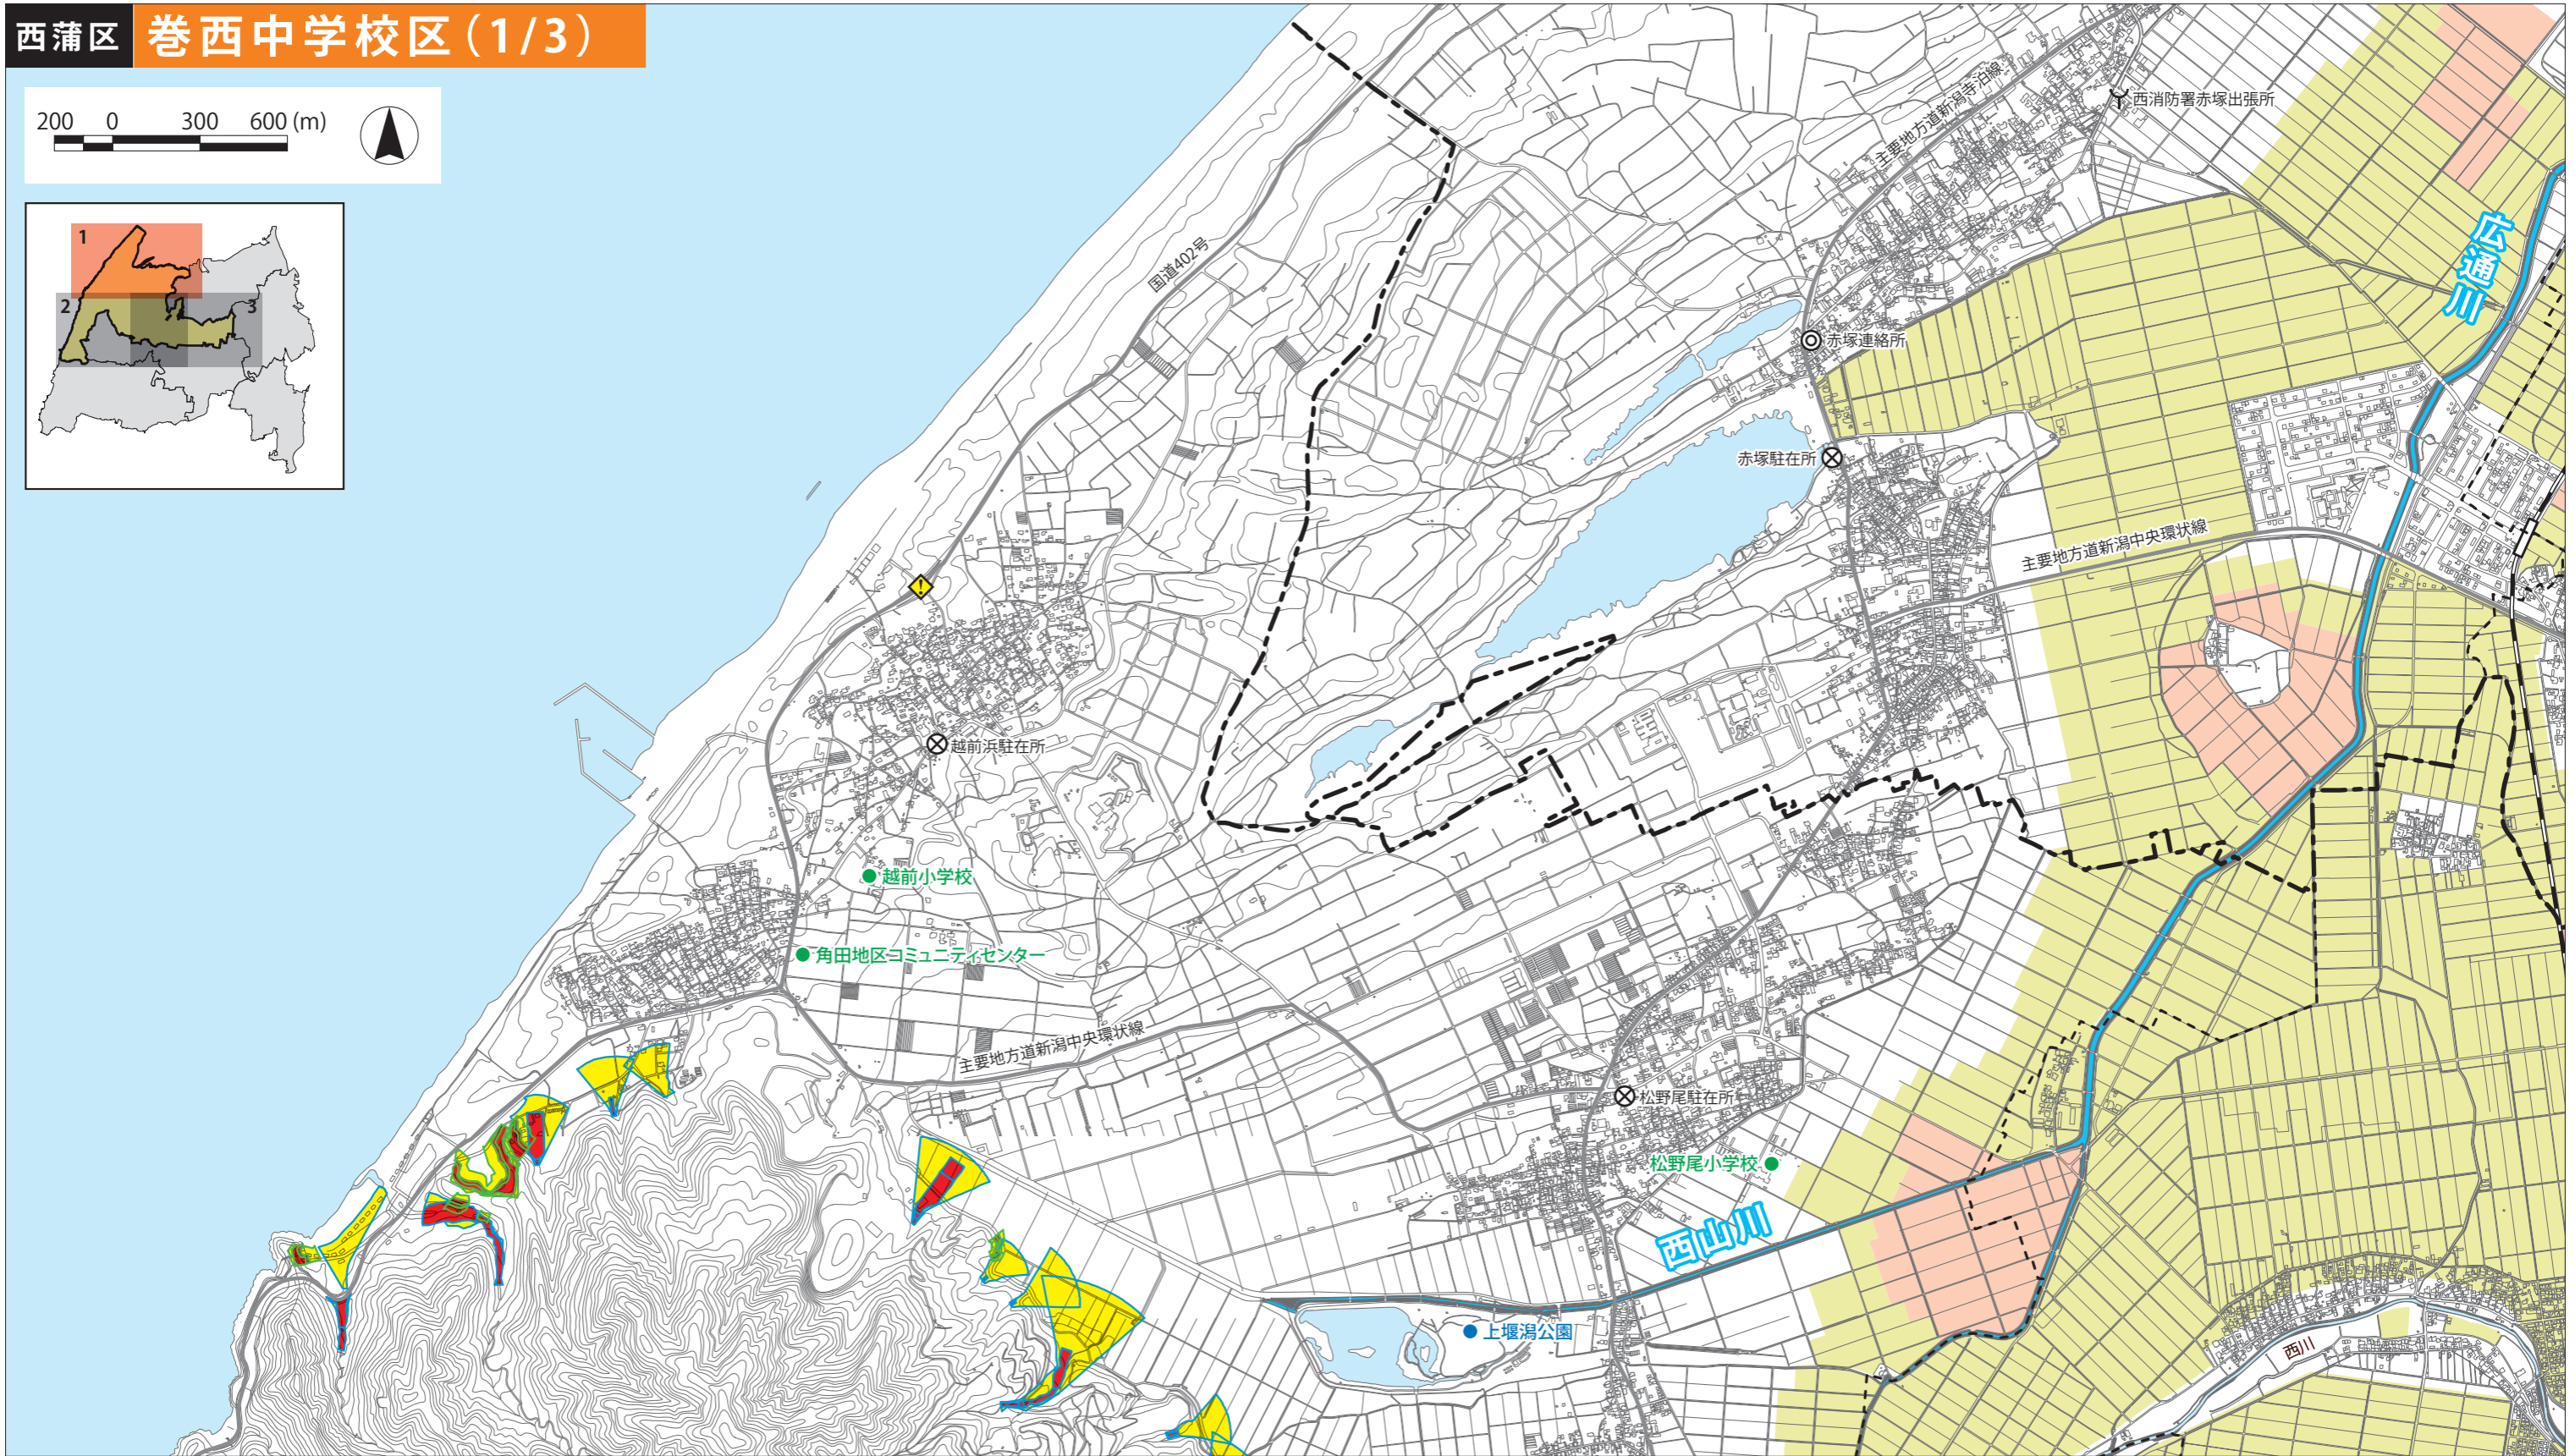 西蒲区
巻西中学校区（1/3）
200 0 300 600 (m)
1
2
3
国道402号
主要地方道新潟寺泊線
西消防署赤塚出張所
広通川
赤塚連絡所
赤塚駐在所
主要地方道新潟中央環状線
越前浜駐在所
越前小学校
角田地区コミュニティセンター
主要地方道新潟中央環状線
松野尾駐在所
松野尾小学校
西山川
上堰潟公園
西川